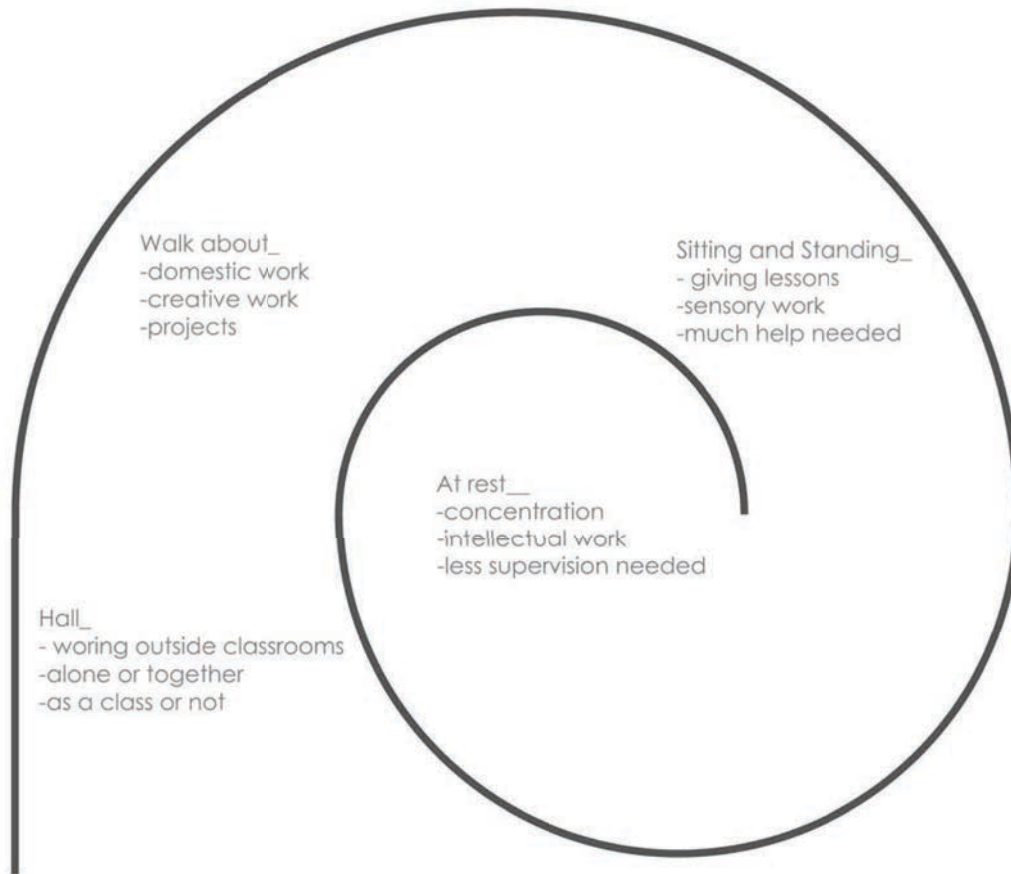 Walk about_
-domestic work
-creative work
-projects
Sitting and Standing_
- giving lessons
-sensory work
-much help needed
At rest__
-concentration
-intellectual work
-less supervision needed
Hall_
- woring outside classrooms
-alone or together
-as a class or not